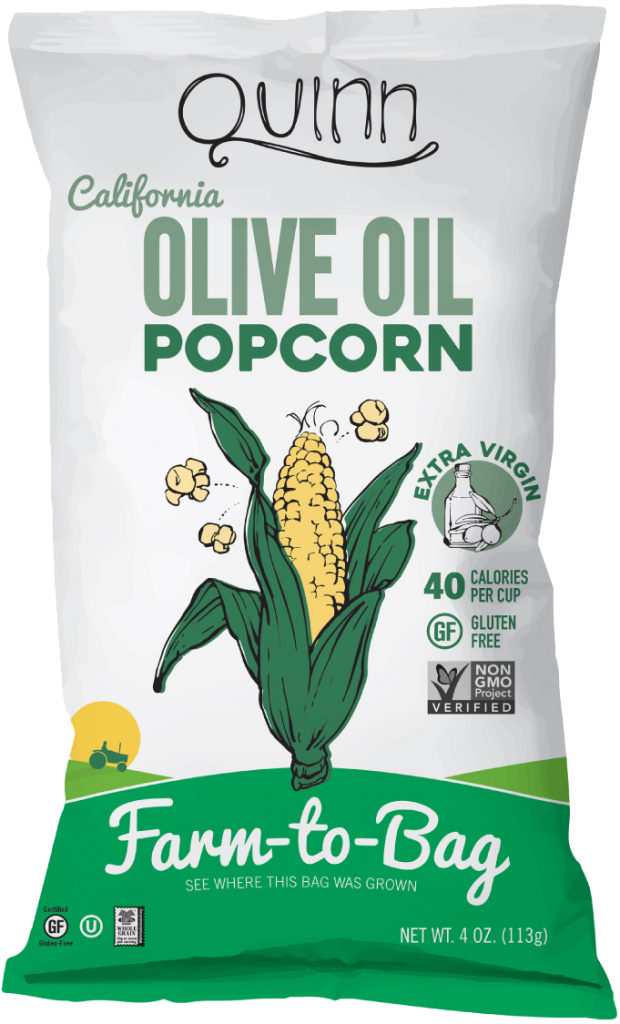 Quinn
California
OLIVE OIL
POPCORN
EXTRA VIRGIN
40 CALORIES
PER CUP
GF GLUTEN
FREE
NON
GMO
Project
VERIFIED
Farm-to-Bag
SEE WHERE THIS BAG WAS GROWN
Certified
GF
Gluten-Free
U
WHOLE
GRAIN
NET WT. 4 OZ. (113g)